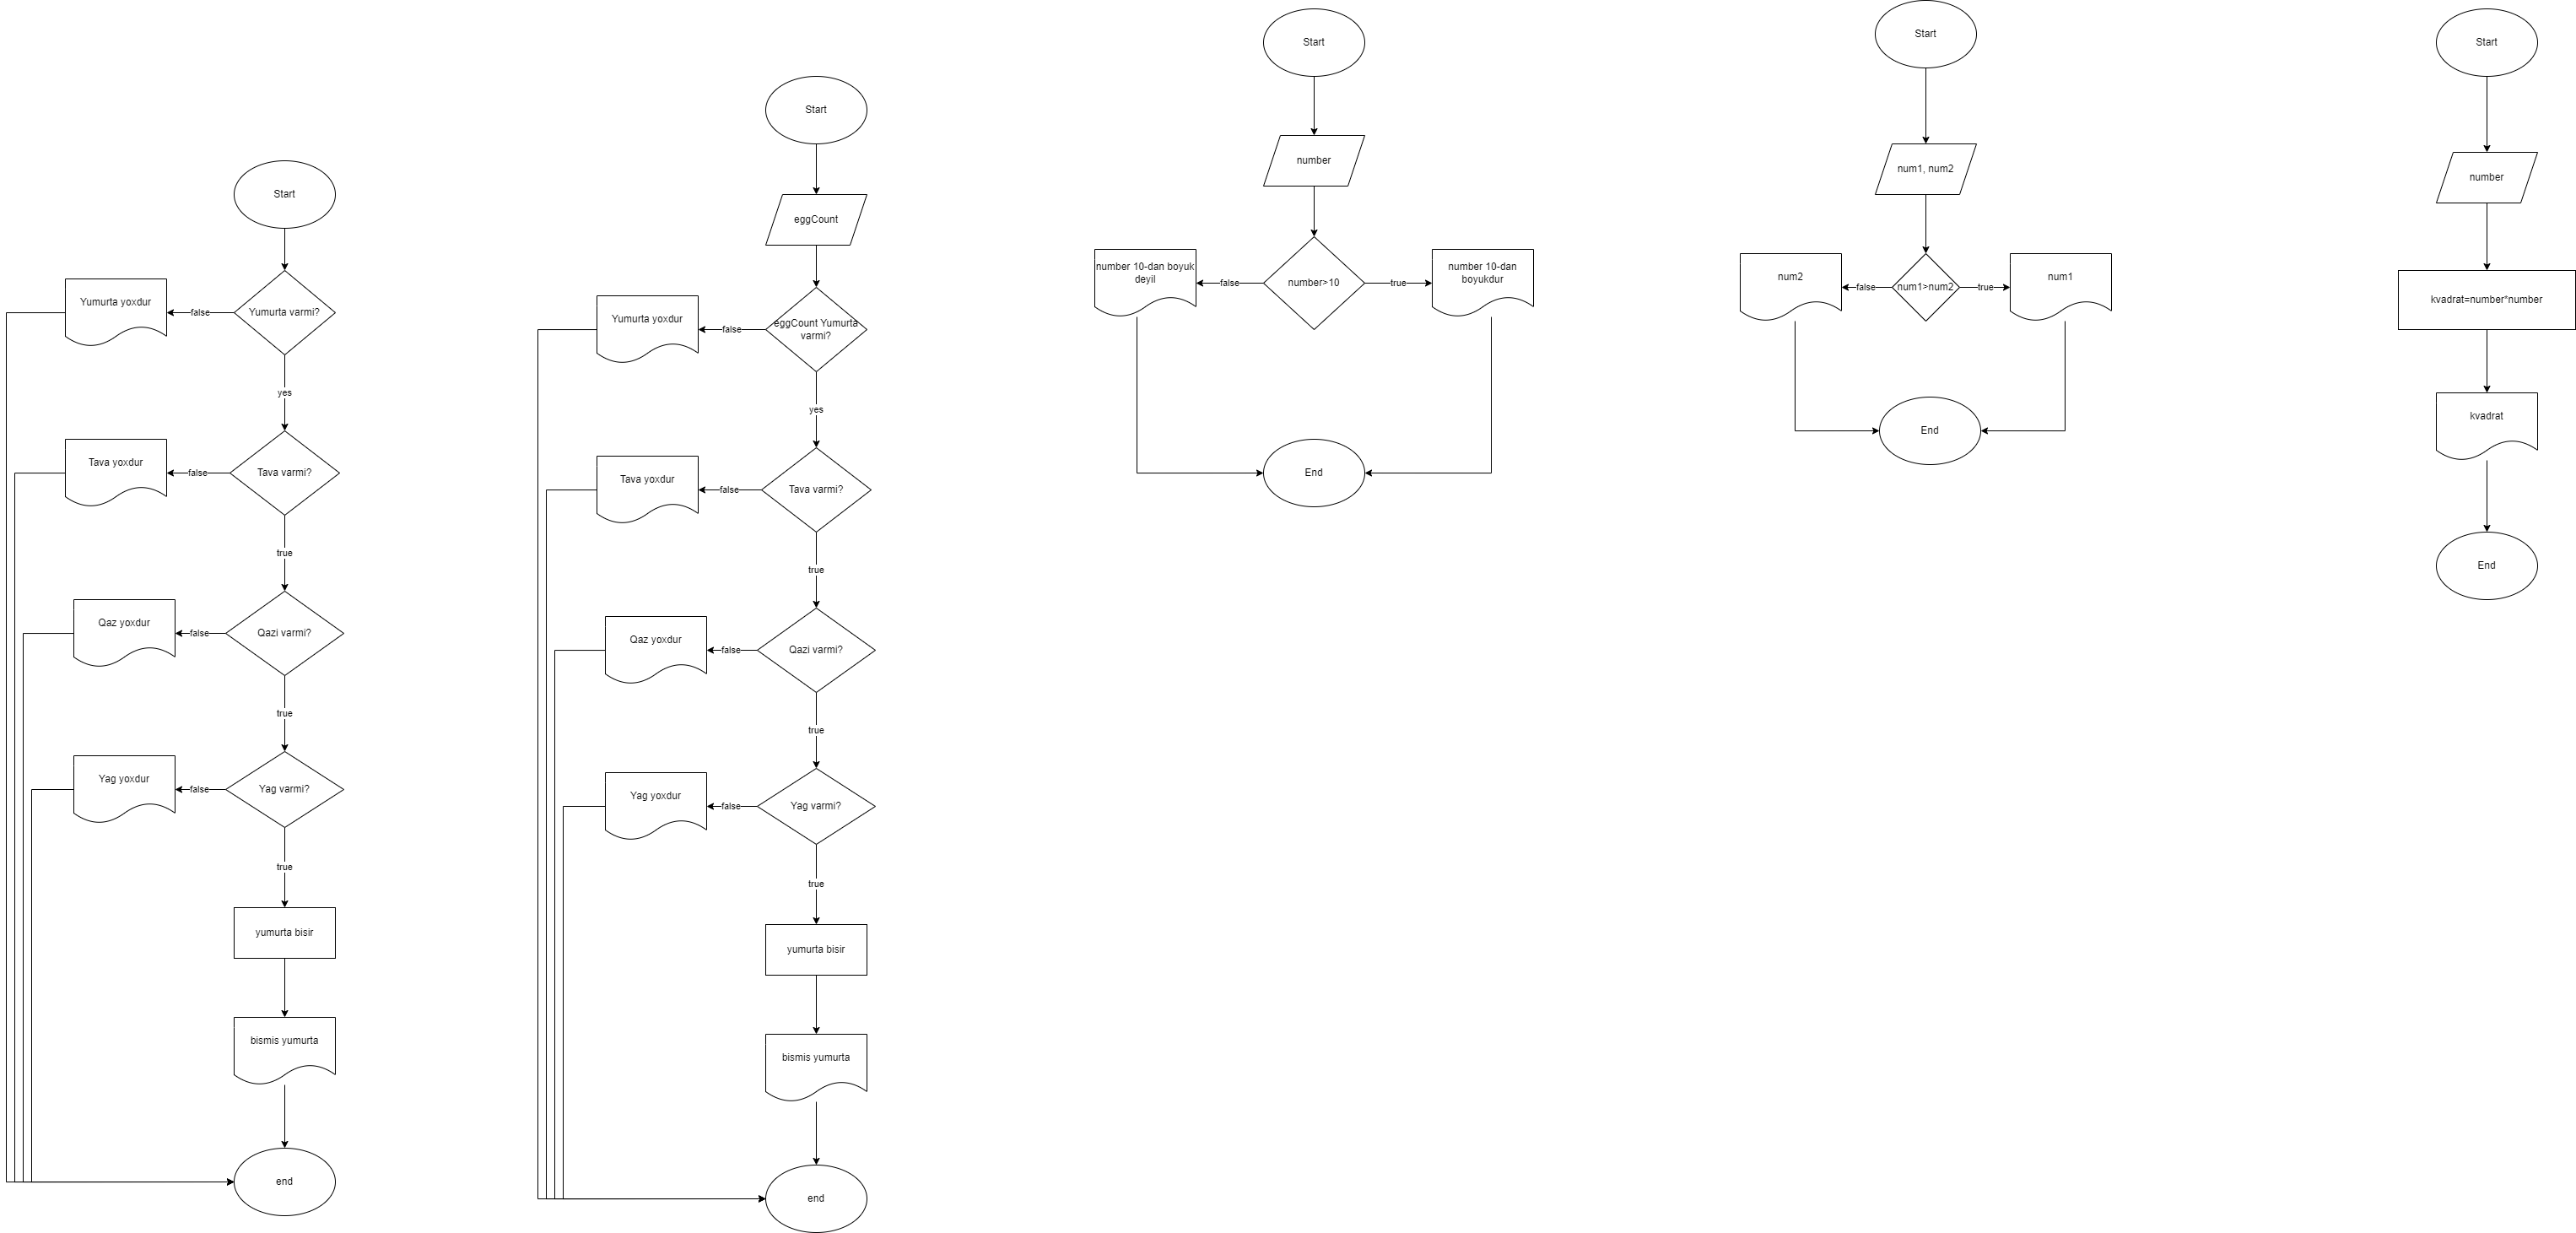 Start
Yumurta varmi?
false
Yumurta yoxdur
yes
Tava varmi?
false
Tava yoxdur
true
Qazi varmi?
false
Qaz yoxdur
true
Yag varmi?
false
Yag yoxdur
true
yumurta bisir
bismis yumurta
end
Start
eggCount
eggCount Yumurta
varmi?
false
Yumurta yoxdur
yes
Tava varmi?
false
Tava yoxdur
true
Qazi varmi?
false
Qaz yoxdur
true
Yag varmi?
false
Yag yoxdur
true
yumurta bisir
bismis yumurta
end
Start
number
number>10
false
number 10-dan boyuk
deyil
true
number 10-dan
boyukdur
End
Start
num1, num2
num1>num2
false
num2
true
num1
End
Start
number
kvadrat=number*number
kvadrat
End